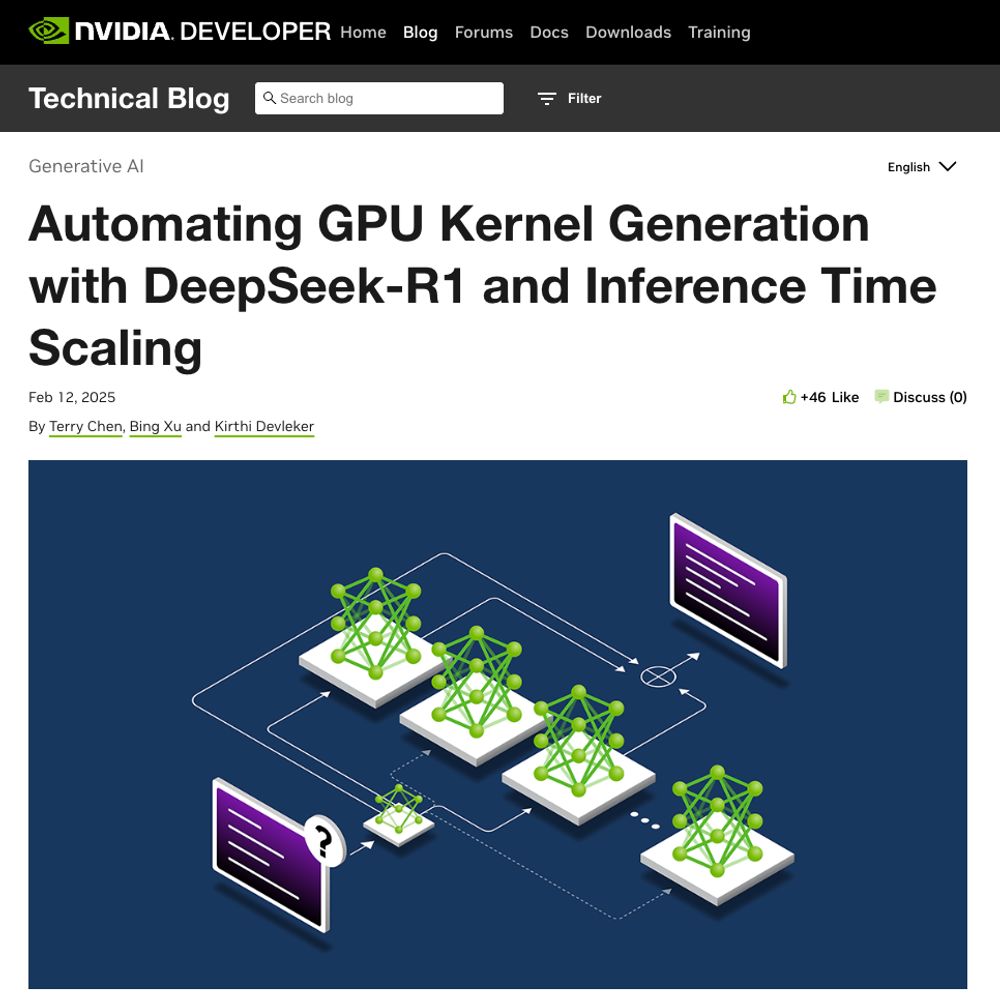 NVIDIA. DEVELOPER Home Blog Forums Docs Downloads Training
Technical Blog Search blog Filter
Generative AI English
Automating GPU Kernel Generation
with DeepSeek-R1 and Inference Time
Scaling
Feb 12, 2025 +46 Like Discuss (0)
By Terry Chen, Bing Xu and Kirthi Devleker
?